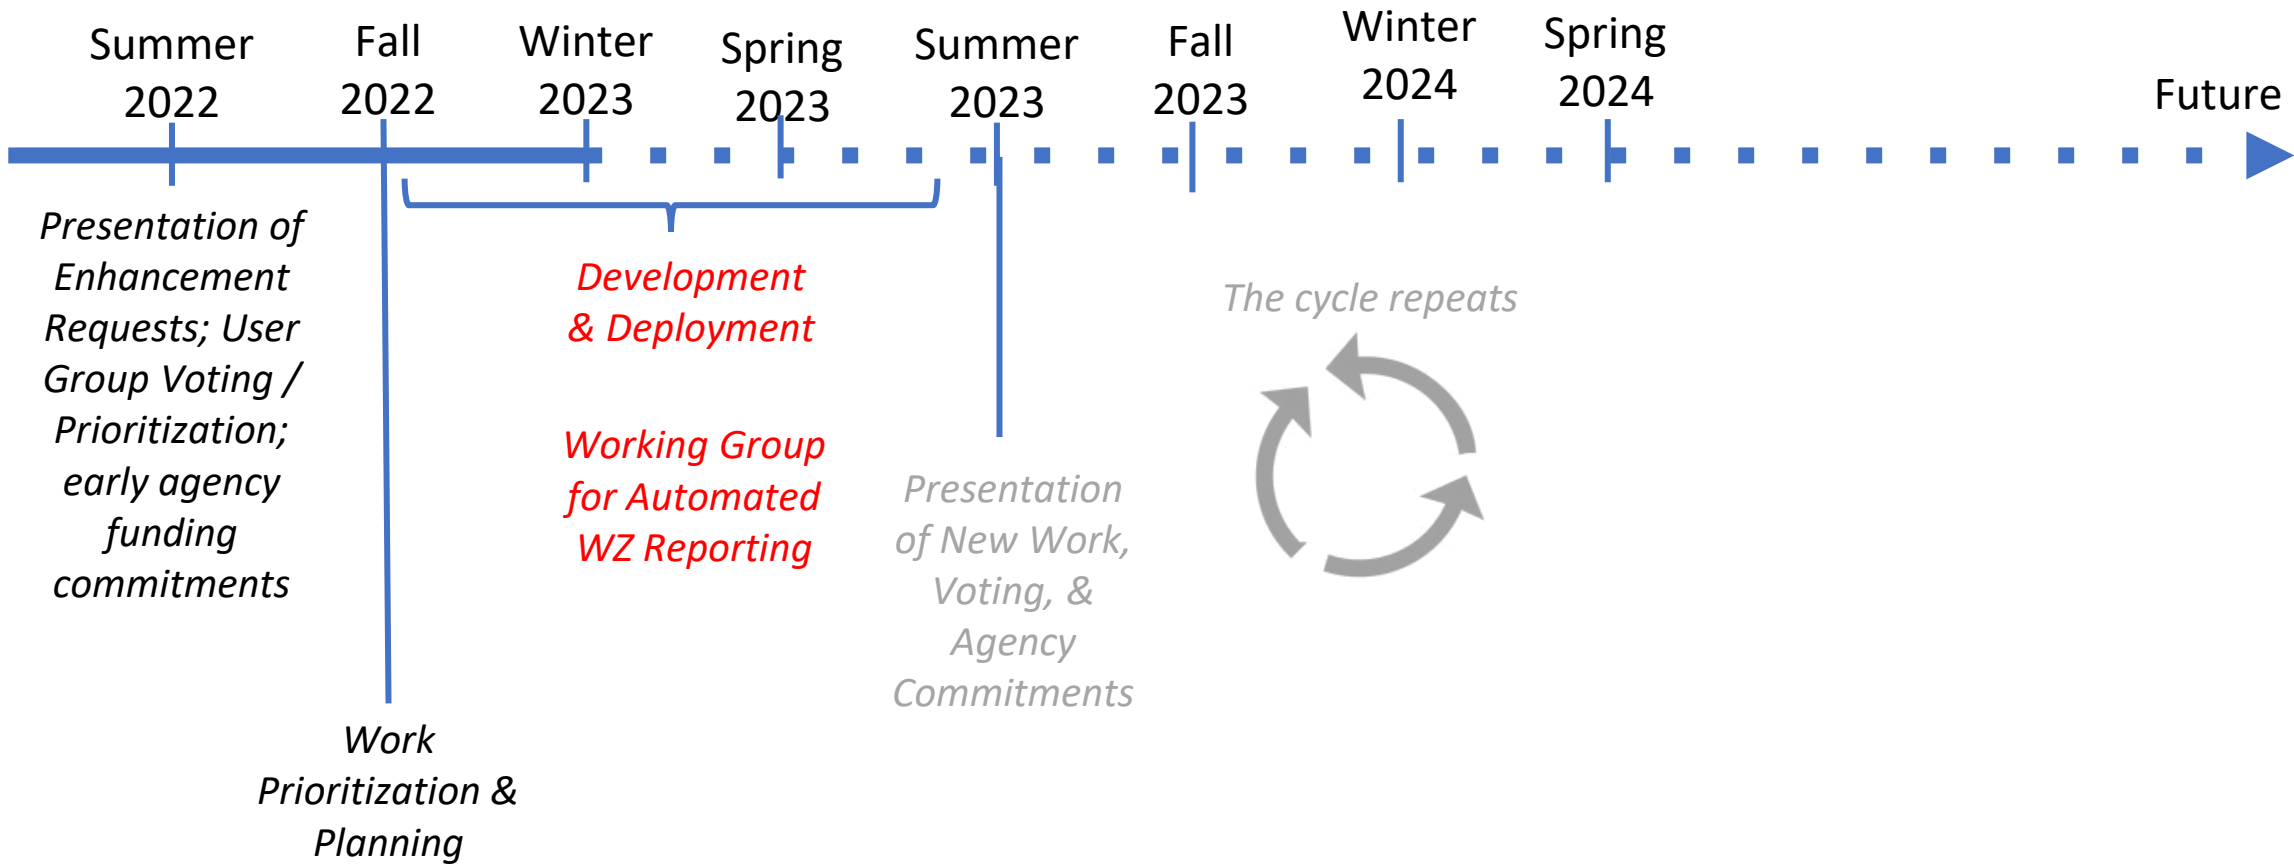 Summer
2022
Fall
2022
Winter
2023
Spring
2023
Summer
2023
Fall
2023
Winter
2024
Spring
2024
Future
Presentation of
Enhancement
Requests; User
Group Voting /
Prioritization;
early agency
funding
commitments
Work
Prioritization &
Planning
Development
& Deployment
Working Group
for Automated
WZ Reporting
Presentation
of New Work,
Voting, &
Agency
Commitments
The cycle repeats